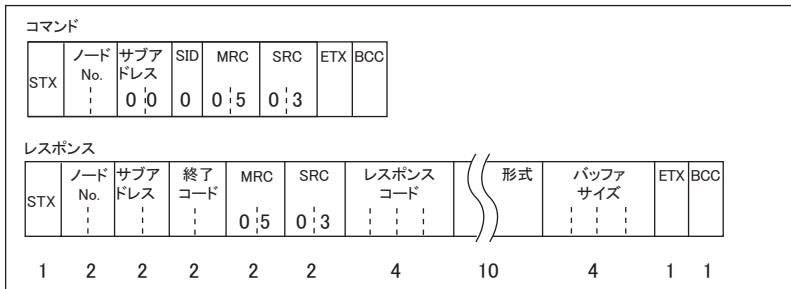 コマンド
STX
ノード No.
サブアドレス
0 0
SID
0
MRC
0 5
SRC
0 3
ETX
BCC
レスポンス
STX
ノード No.
サブアドレス
終了コード
MRC
0 5
SRC
0 3
レスポンスコード
形式
バッファサイズ
ETX
BCC
1 2 2 2 2 2 4 10 4 1 1